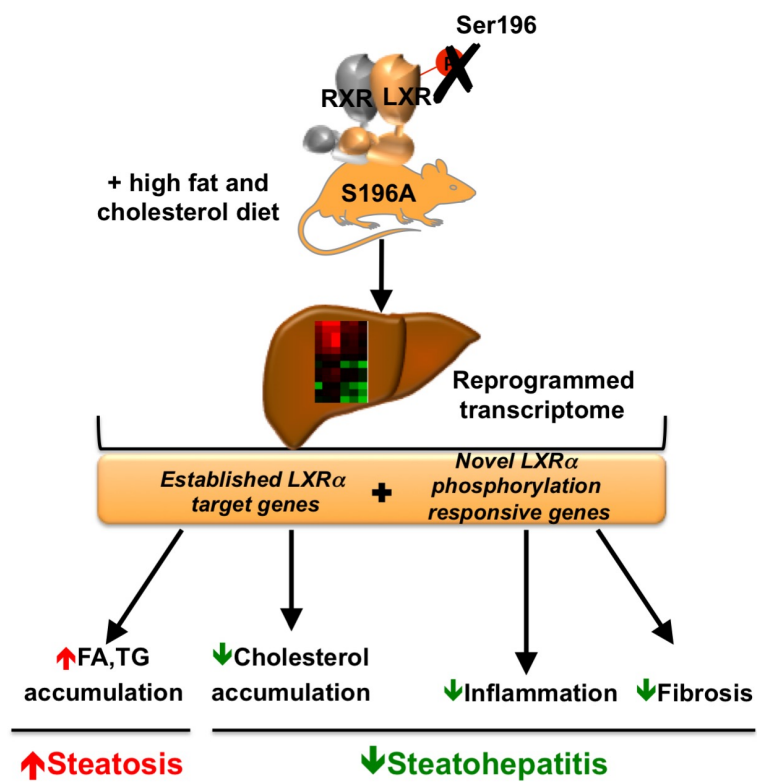 Ser196
P
RXR LXR
+ high fat and
cholesterol diet
S196A
Reprogrammed
transcriptome
Established LXRα
target genes
+
Novel LXRα
phosphorylation
responsive genes
↑FA,TG
accumulation
↓Cholesterol
accumulation
↓Inflammation
↓Fibrosis
↑Steatosis
↓Steatohepatitis